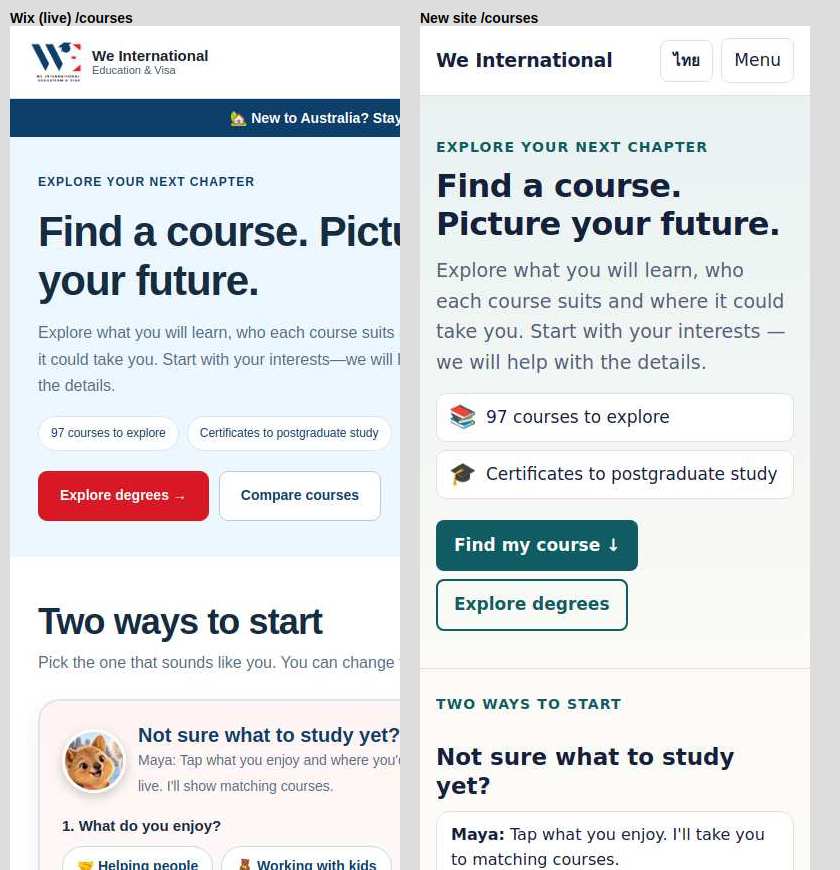 Wix (live) /courses
We International
Education & Visa
🏡 New to Australia? Stay
EXPLORE YOUR NEXT CHAPTER
Find a course. Pictu
your future.
Explore what you will learn, who each course suits
it could take you. Start with your interests—we will
the details.
97 courses to explore
Certificates to postgraduate study
Explore degrees →
Compare courses
Two ways to start
Pick the one that sounds like you. You can change
Not sure what to study yet?
Maya: Tap what you enjoy and where you'd
live. I'll show matching courses.
1. What do you enjoy?
🤝 Helping people
🧸 Working with kids
New site /courses
We International
ไทย
Menu
EXPLORE YOUR NEXT CHAPTER
Find a course.
Picture your future.
Explore what you will learn, who
each course suits and where it could
take you. Start with your interests —
we will help with the details.
📚 97 courses to explore
🎓 Certificates to postgraduate study
Find my course ↓
Explore degrees
TWO WAYS TO START
Not sure what to study
yet?
Maya: Tap what you enjoy. I'll take you
to matching courses.